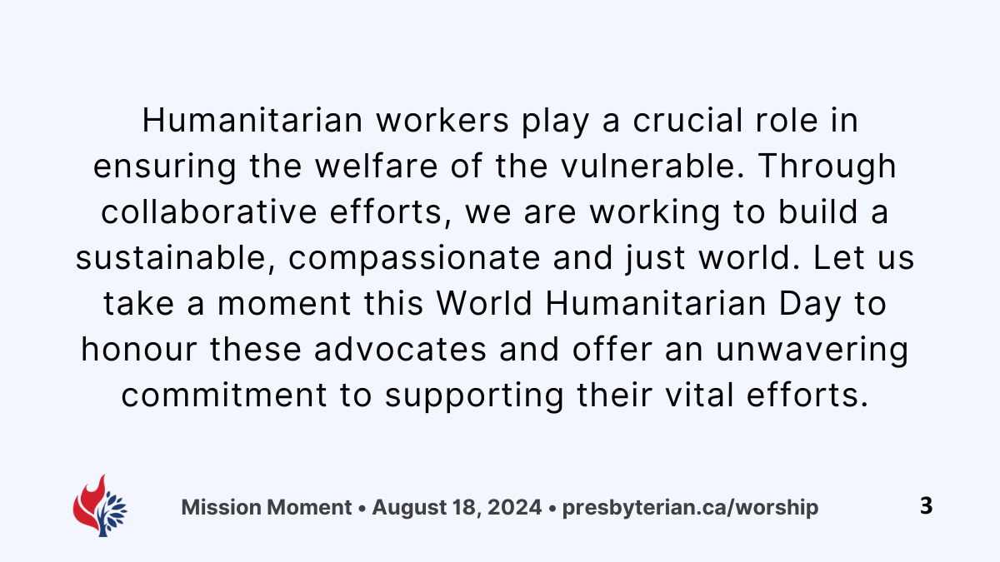 Humanitarian workers play a crucial role in
ensuring the welfare of the vulnerable. Through
collaborative efforts, we are working to build a
sustainable, compassionate and just world. Let us
take a moment this World Humanitarian Day to
honour these advocates and offer an unwavering
commitment to supporting their vital efforts.
Mission Moment • August 18, 2024 • presbyterian.ca/worship
3